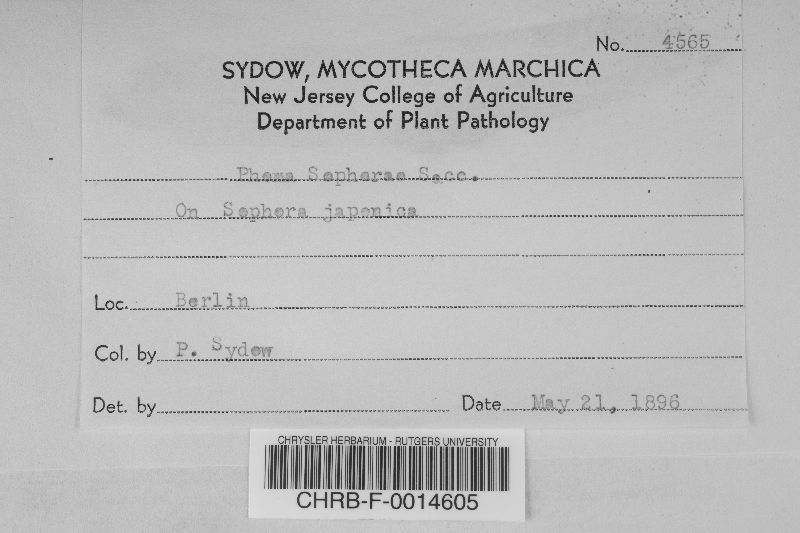 No. 4565
SYDOW, MYCOTHECA MARCHICA
New Jersey College of Agriculture
Department of Plant Pathology
Phoma Sophorae Sacc.
On Sophora japonica
Loc. Berlin
Col. by P. Sydow
Det. by
Date May 21, 1896
CHRYSLER HERBARIUM - RUTGERS UNIVERSITY
CHRB-F-0014605